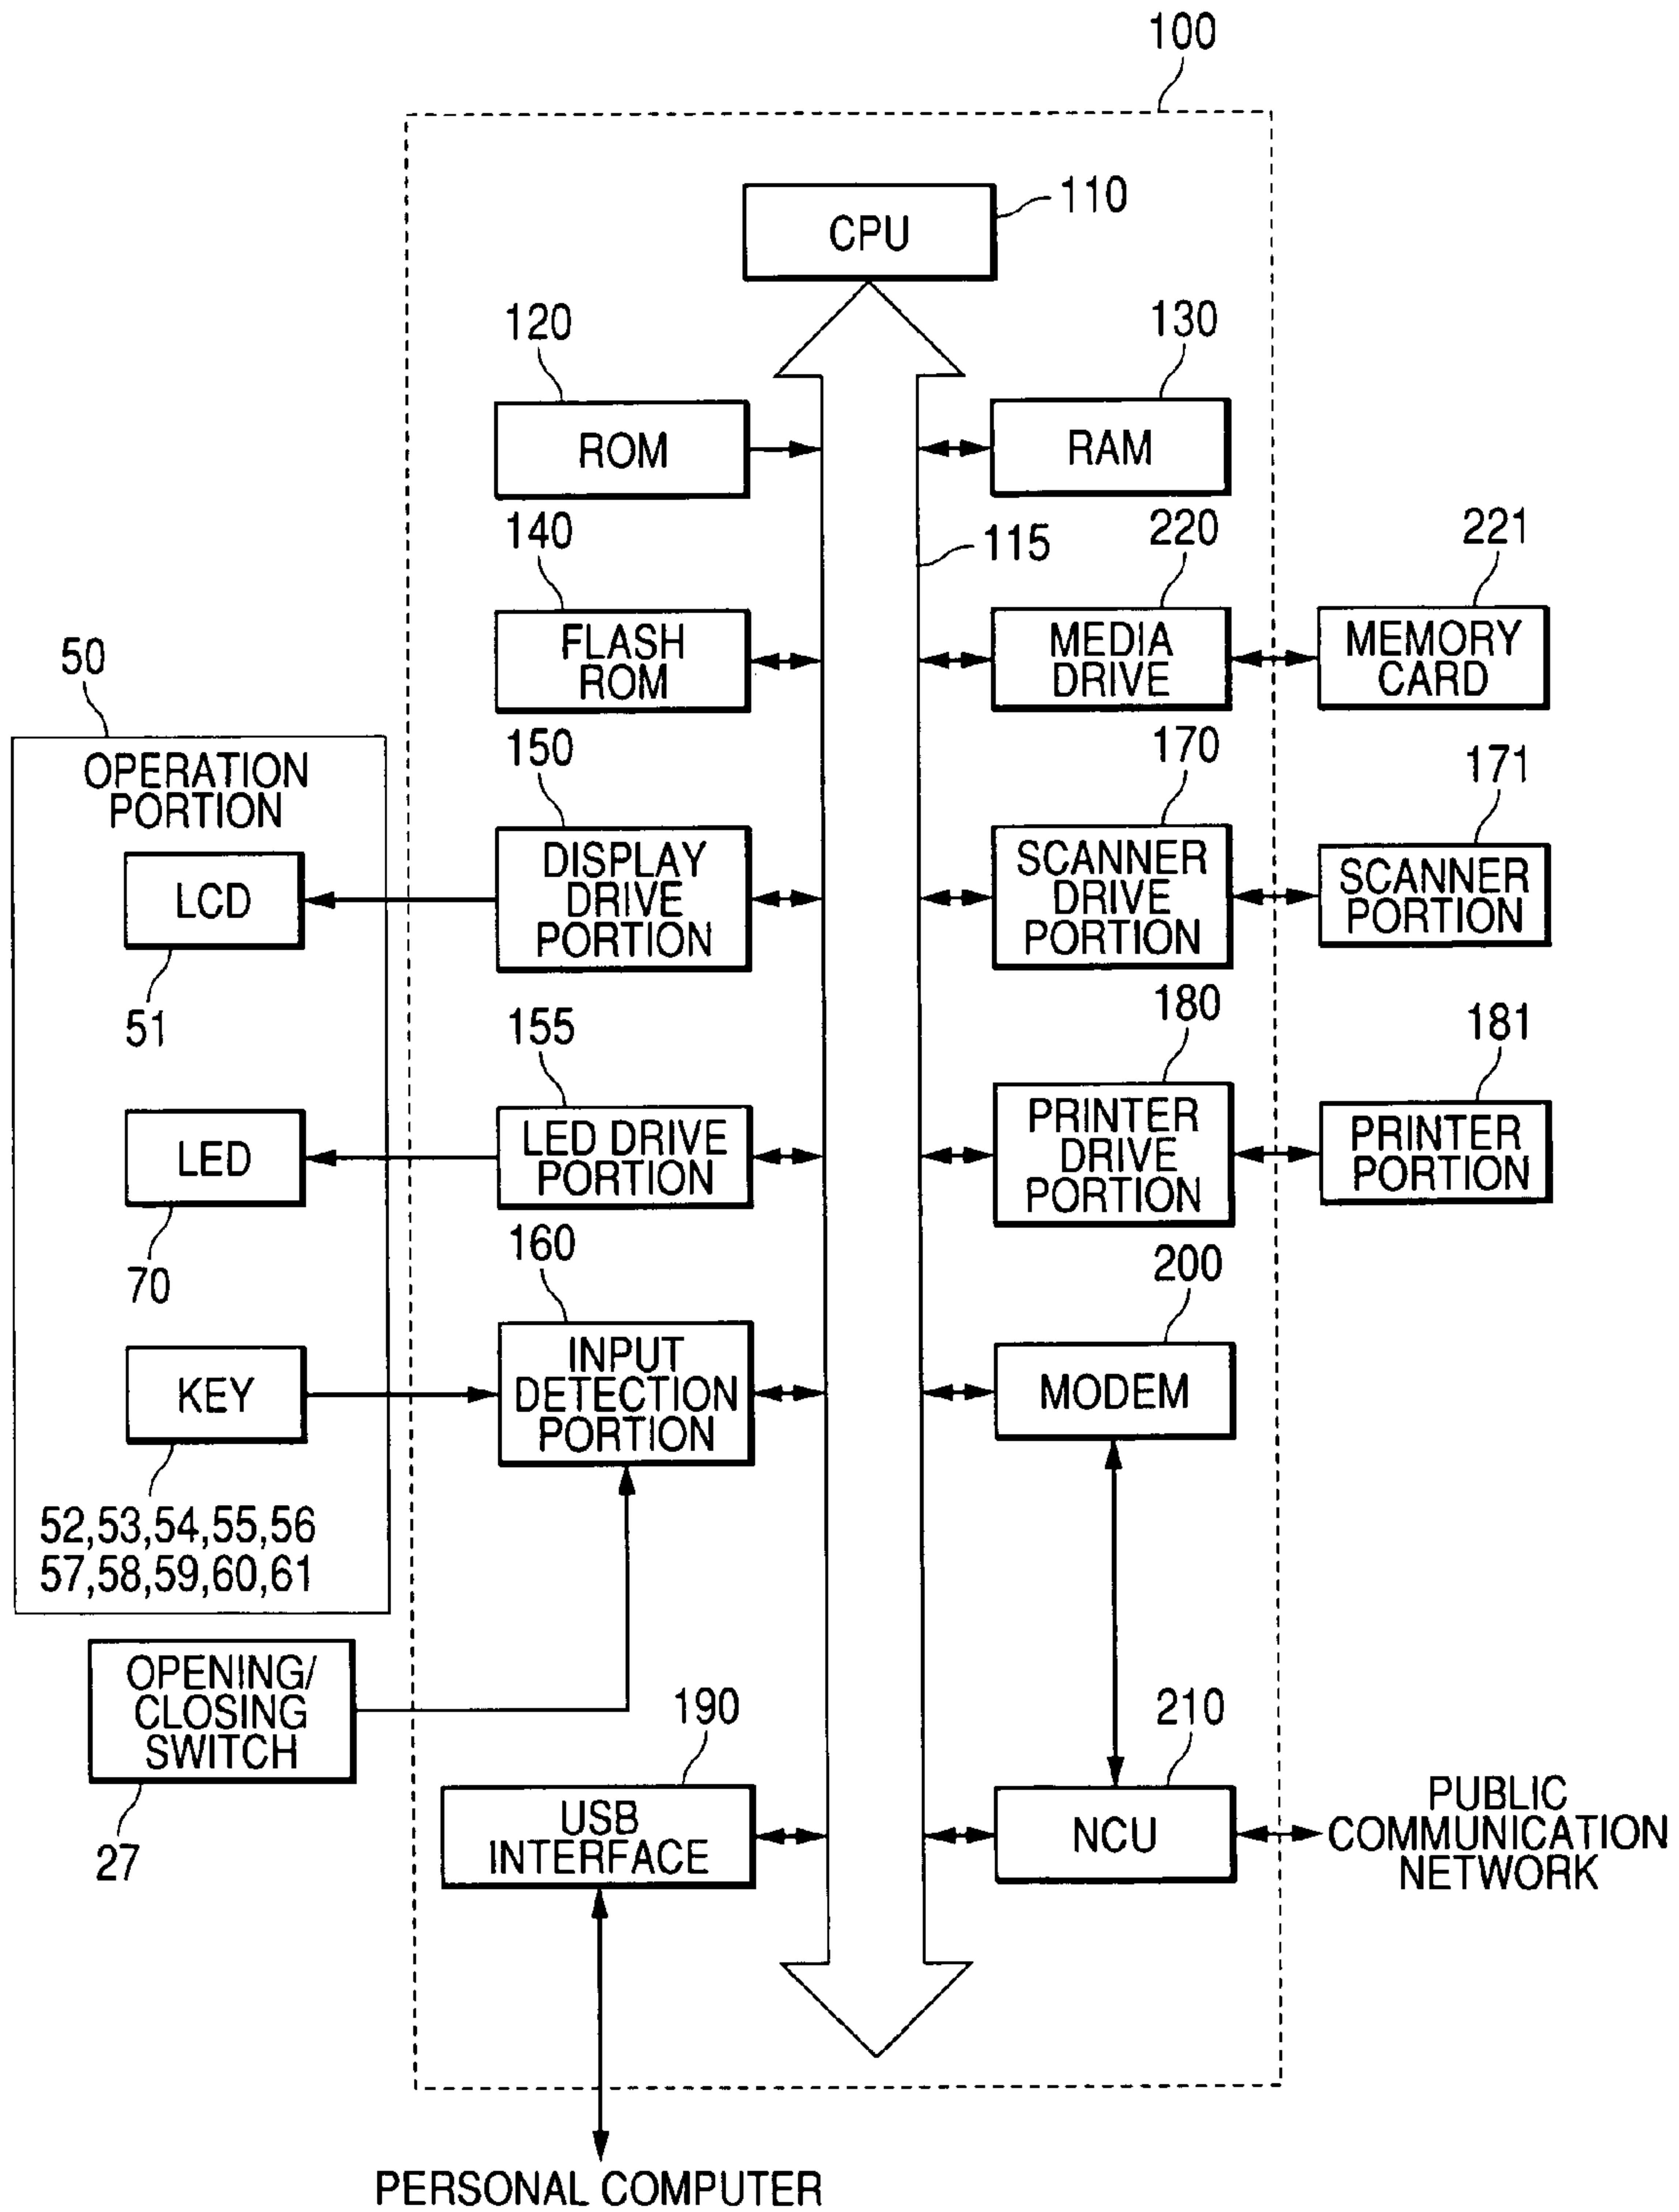 100
CPU
110
120
130
ROM
RAM
140
115
220
221
FLASH
ROM
MEDIA
DRIVE
MEMORY
CARD
50
OPERATION
PORTION
150
170
171
LCD
51
DISPLAY
DRIVE
PORTION
SCANNER
DRIVE
PORTION
SCANNER
PORTION
155
180
181
LED
70
LED DRIVE
PORTION
PRINTER
DRIVE
PORTION
PRINTER
PORTION
160
200
KEY
52,53,54,55,56
57,58,59,60,61
INPUT
DETECTION
PORTION
MODEM
OPENING/
CLOSING
SWITCH
27
190
210
USB
INTERFACE
NCU
PUBLIC
COMMUNICATION
NETWORK
PERSONAL COMPUTER